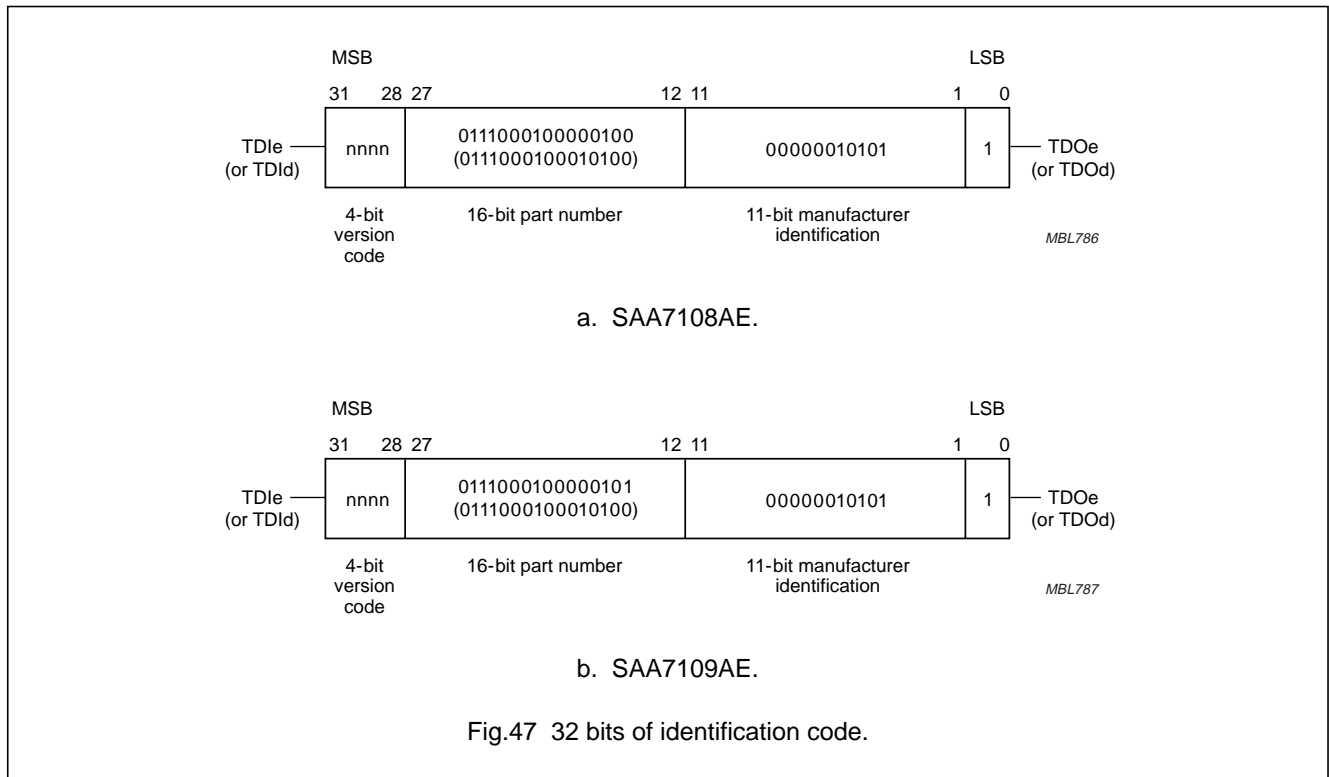 MSB LSB
31 28 27 12 11 1 0
TDIe
(or TDId)
nnnn
0111000100000100
(0111000100010100)
00000010101
1
TDOe
(or TDOd)
4-bit
version
code
16-bit part number
11-bit manufacturer
identification
MBL786
a. SAA7108AE.
MSB LSB
31 28 27 12 11 1 0
TDIe
(or TDId)
nnnn
0111000100000101
(0111000100010100)
00000010101
1
TDOe
(or TDOd)
4-bit
version
code
16-bit part number
11-bit manufacturer
identification
MBL787
b. SAA7109AE.
Fig.47 32 bits of identification code.